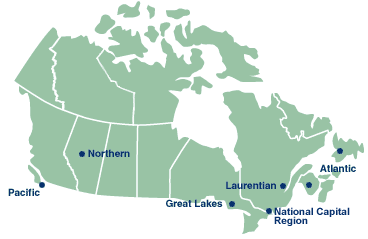 Northern
Atlantic
Laurentian
Pacific
Great Lakes
National Capital
Region